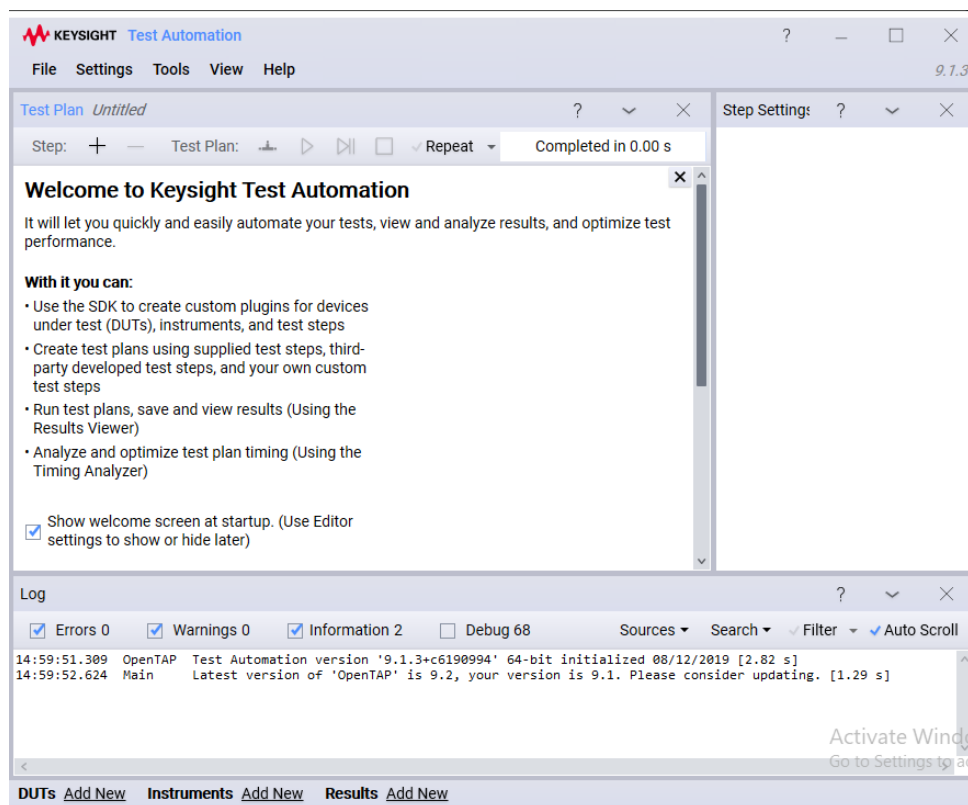 KEYSIGHT Test Automation
?
File Settings Tools View Help
9.1.3
Test Plan Untitled ?
Step Settings ?
Step: Test Plan: Repeat Completed in 0.00 s
Welcome to Keysight Test Automation
It will let you quickly and easily automate your tests, view and analyze results, and optimize test
performance.
With it you can:
• Use the SDK to create custom plugins for devices
under test (DUTs), instruments, and test steps
• Create test plans using supplied test steps, third-
party developed test steps, and your own custom
test steps
• Run test plans, save and view results (Using the
Results Viewer)
• Analyze and optimize test plan timing (Using the
Timing Analyzer)
Show welcome screen at startup. (Use Editor
settings to show or hide later)
Log ?
Errors 0 Warnings 0 Information 2 Debug 68 Sources Search Filter Auto Scroll
14:59:51.309 OpenTAP Test Automation version '9.1.3+c6190994' 64-bit initialized 08/12/2019 [2.82 s]
14:59:52.624 Main Latest version of 'OpenTAP' is 9.2, your version is 9.1. Please consider updating. [1.29 s]
Activate Windo
Go to Settings to a
DUTs Add New Instruments Add New Results Add New